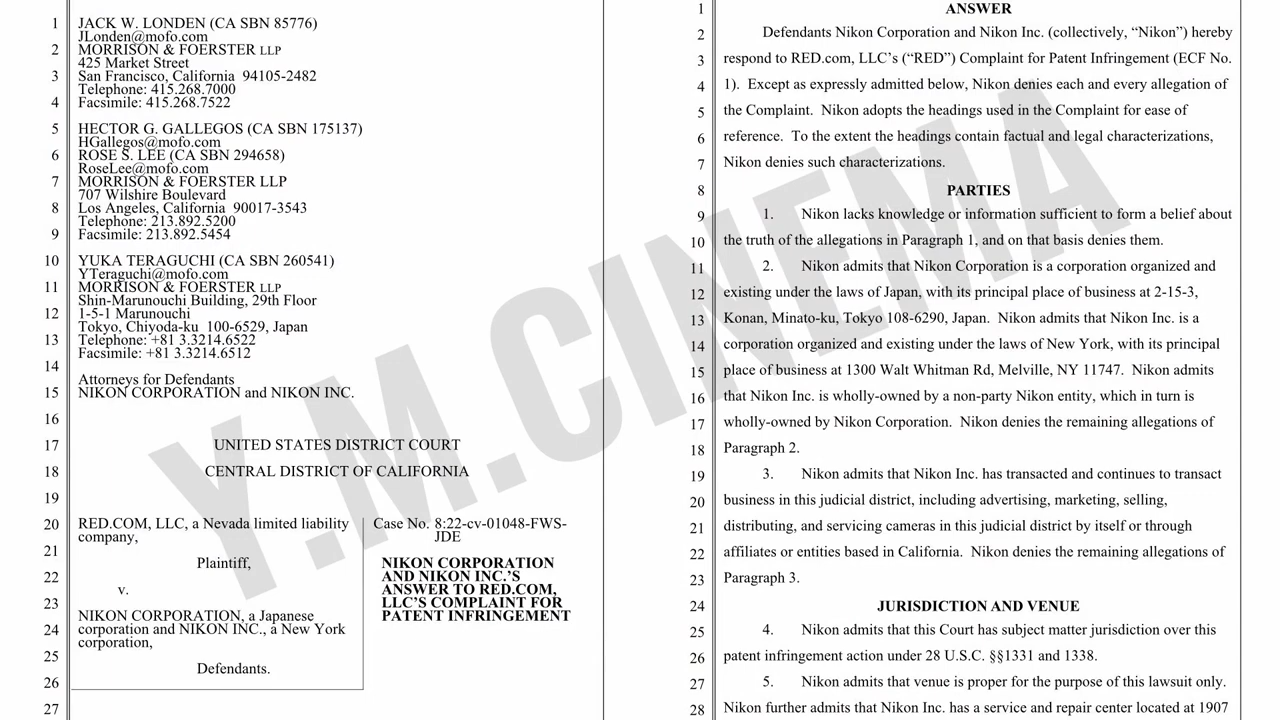 1 JACK W. LONDEN (CA SBN 85776)
JLonden@mofo.com
2 MORRISON & FOERSTER LLP
425 Market Street
3 San Francisco, California 94105-2482
Telephone: 415.268.7000
4 Facsimile: 415.268.7522
5 HECTOR G. GALLEGOS (CA SBN 175137)
HGallegos@mofo.com
6 ROSE S. LEE (CA SBN 294658)
RoseLee@mofo.com
7 MORRISON & FOERSTER LLP
707 Wilshire Boulevard
8 Los Angeles, California 90017-3543
Telephone: 213.892.5200
9 Facsimile: 213.892.5454
10 YUKA TERAGUCHI (CA SBN 260541)
YTeraguchi@mofo.com
11 MORRISON & FOERSTER LLP
Shin-Marunouchi Building, 29th Floor
12 1-5-1 Marunouchi
Tokyo, Chiyoda-ku 100-6529, Japan
13 Telephone: +81 3.3214.6522
Facsimile: +81 3.3214.6512
14
Attorneys for Defendants
15 NIKON CORPORATION and NIKON INC.
16
17 UNITED STATES DISTRICT COURT
18 CENTRAL DISTRICT OF CALIFORNIA
19
20 RED.COM, LLC, a Nevada limited liability
company,
21
Plaintiff,
22
v.
23
NIKON CORPORATION, a Japanese
24 corporation and NIKON INC., a New York
corporation,
25
Defendants.
26
27
Case No. 8:22-cv-01048-FWS-
JDE
NIKON CORPORATION
AND NIKON INC.'S
ANSWER TO RED.COM,
LLC'S COMPLAINT FOR
PATENT INFRINGEMENT
1 ANSWER
2 Defendants Nikon Corporation and Nikon Inc. (collectively, “Nikon”) hereby
3 respond to RED.com, LLC’s (“RED”) Complaint for Patent Infringement (ECF No.
4 1). Except as expressly admitted below, Nikon denies each and every allegation of
5 the Complaint. Nikon adopts the headings used in the Complaint for ease of
6 reference. To the extent the headings contain factual and legal characterizations,
7 Nikon denies such characterizations.
8 PARTIES
9 1. Nikon lacks knowledge or information sufficient to form a belief about
10 the truth of the allegations in Paragraph 1, and on that basis denies them.
11 2. Nikon admits that Nikon Corporation is a corporation organized and
12 existing under the laws of Japan, with its principal place of business at 2-15-3,
13 Konan, Minato-ku, Tokyo 108-6290, Japan. Nikon admits that Nikon Inc. is a
14 corporation organized and existing under the laws of New York, with its principal
15 place of business at 1300 Walt Whitman Rd, Melville, NY 11747. Nikon admits
16 that Nikon Inc. is wholly-owned by a non-party Nikon entity, which in turn is
17 wholly-owned by Nikon Corporation. Nikon denies the remaining allegations of
18 Paragraph 2.
19 3. Nikon admits that Nikon Inc. has transacted and continues to transact
20 business in this judicial district, including advertising, marketing, selling,
21 distributing, and servicing cameras in this judicial district by itself or through
22 affiliates or entities based in California. Nikon denies the remaining allegations of
23 Paragraph 3.
24 JURISDICTION AND VENUE
25 4. Nikon admits that this Court has subject matter jurisdiction over this
26 patent infringement action under 28 U.S.C. §§1331 and 1338.
27 5. Nikon admits that venue is proper for the purpose of this lawsuit only.
28 Nikon further admits that Nikon Inc. has a service and repair center located at 1907
Y.M.CINEMA